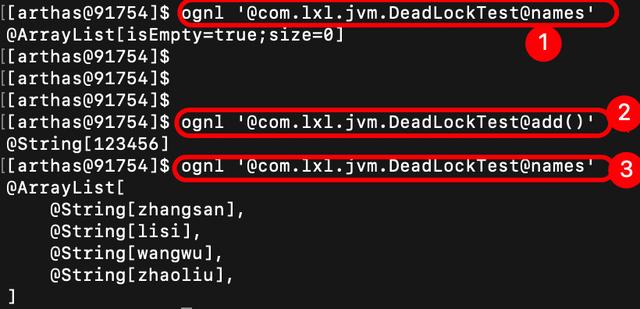 [[arthas@91754]$ ognl '@com.lxl.jvm.DeadLockTest@names'
1
@ArrayList[isEmpty=true;size=0]
[[arthas@91754]$
[[arthas@91754]$
[[arthas@91754]$
[[arthas@91754]$ ognl '@com.lxl.jvm.DeadLockTest@add()'
2
@String[123456]
[[arthas@91754]$ ognl '@com.lxl.jvm.DeadLockTest@names'
3
@ArrayList[
    @String[zhangsan],
    @String[lisi],
    @String[wangwu],
    @String[zhaoliu],
]